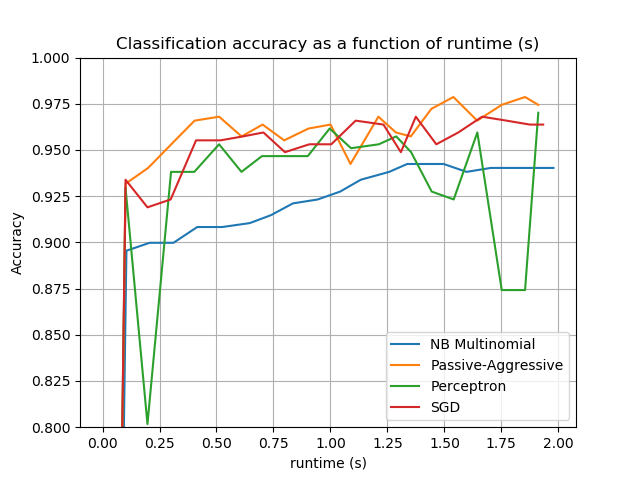 Classification accuracy as a function of runtime (s)
1.000
0.975
0.950
0.925
0.900
0.875
0.850
0.825
0.800
Accuracy
NB Multinomial
Passive-Aggressive
Perceptron
SGD
0.00 0.25 0.50 0.75 1.00 1.25 1.50 1.75 2.00
runtime (s)